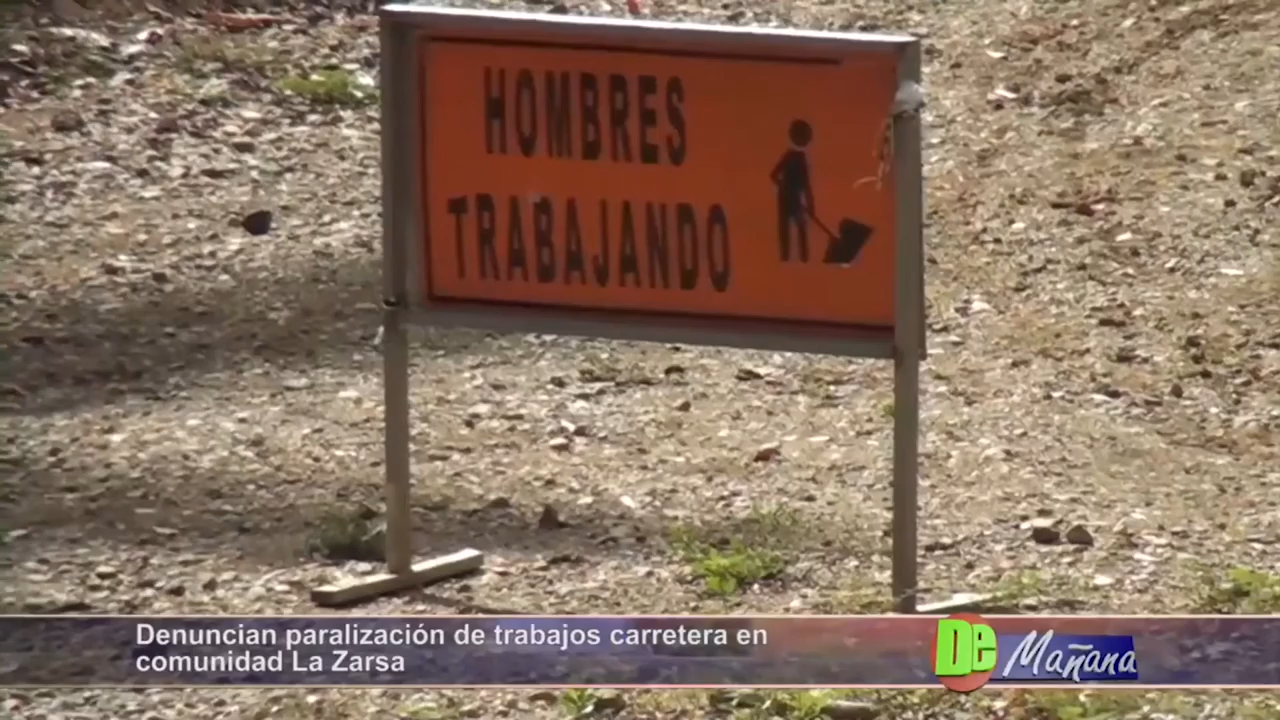 HOMBRES
TRABAJANDO
Denuncian paralización de trabajos carretera en
comunidad La Zarsa
De Mañana